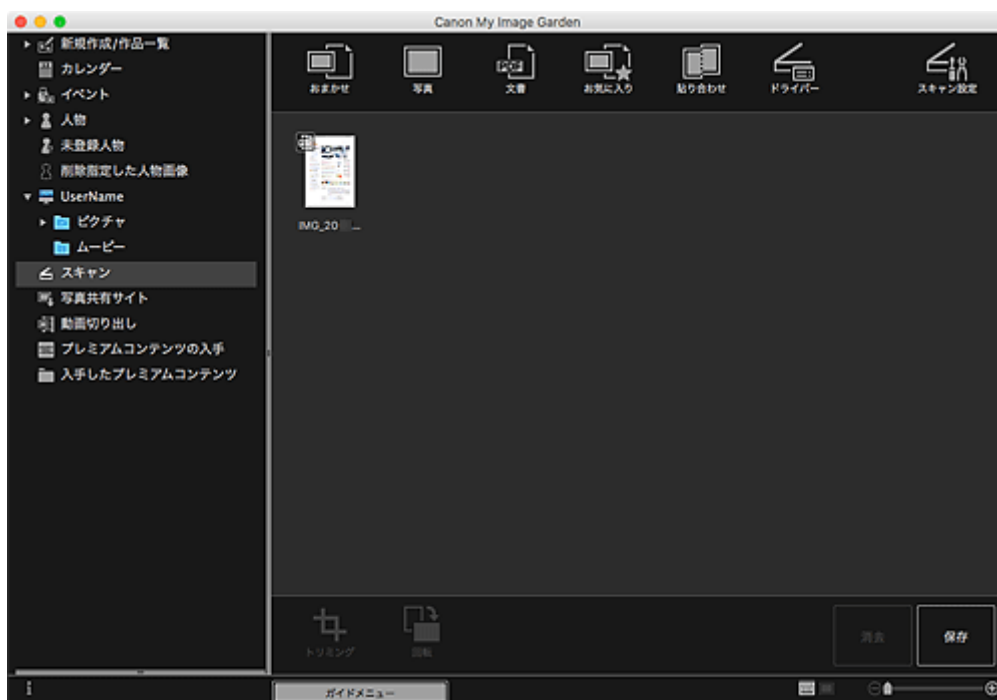 Canon My Image Garden
新規作成/作品一覧
カレンダー
イベント
人物
未登録人物
削除指定した人物画像
UserName
ピクチャ
ムービー
スキャン
写真共有サイト
動画切り出し
プレミアムコンテンツの入手
入手したプレミアムコンテンツ
おまかせ
写真
PDF
文書
お気に入り
貼り合わせ
ドライバー
スキャン設定
IMG_20 ...
トリミング
回転
消去
保存
ガイドメニュー